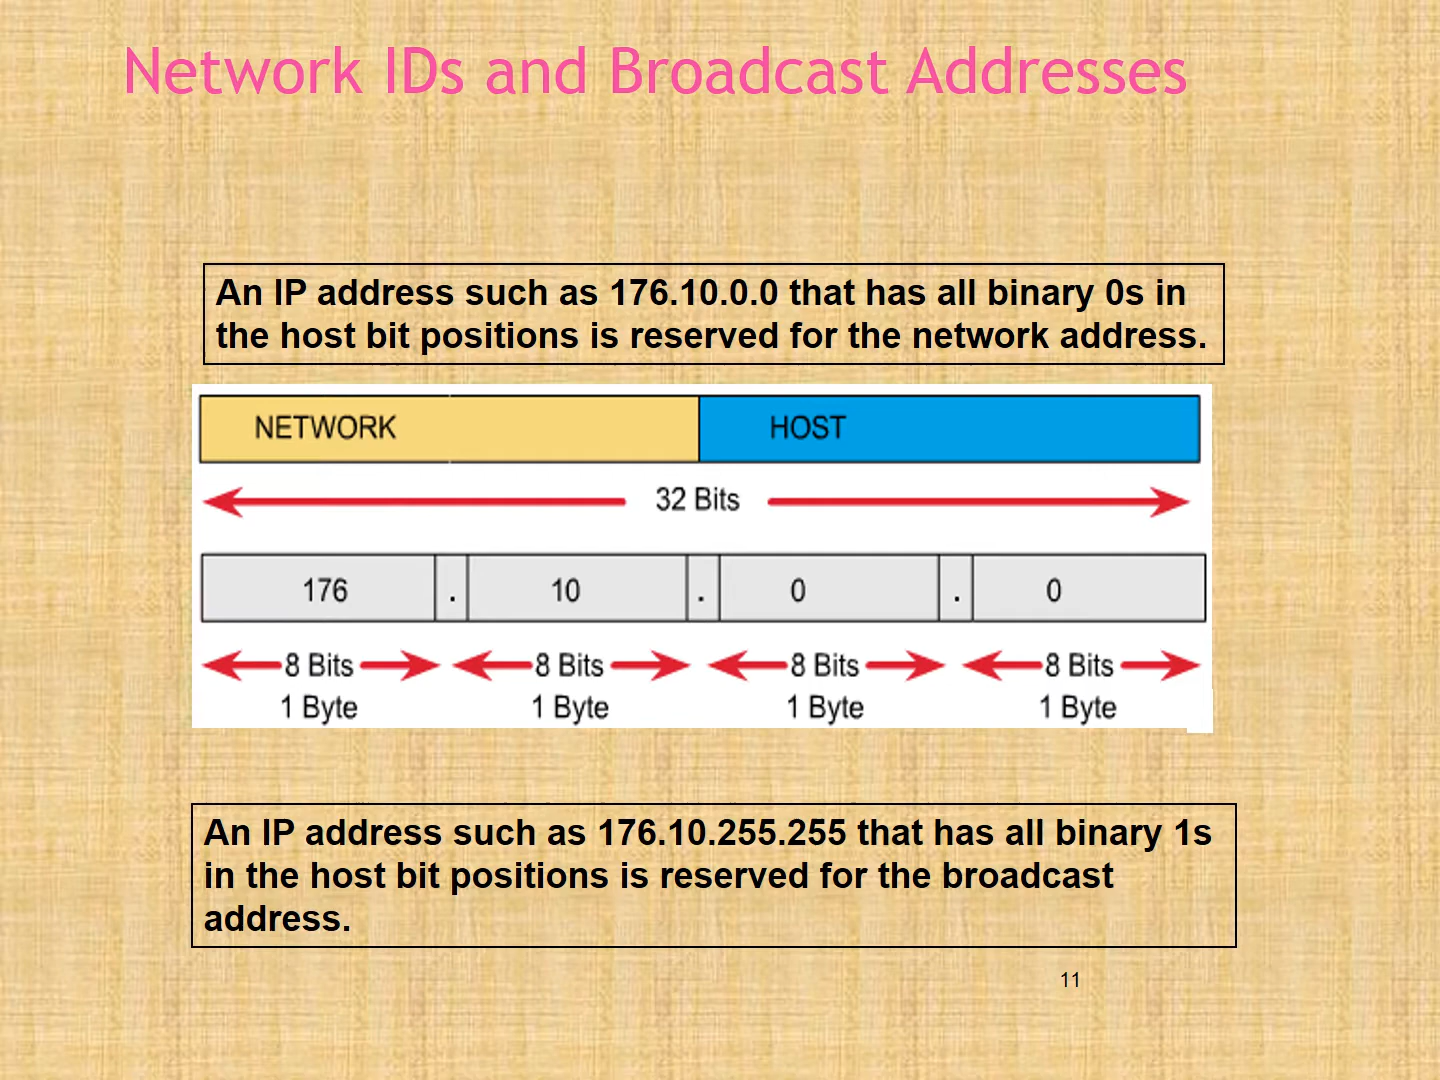 Network IDs and Broadcast Addresses
An IP address such as 176.10.0.0 that has all binary 0s in
the host bit positions is reserved for the network address.
NETWORK HOST
32 Bits
176 . 10 . 0 . 0
8 Bits 8 Bits 8 Bits 8 Bits
1 Byte 1 Byte 1 Byte 1 Byte
An IP address such as 176.10.255.255 that has all binary 1s
in the host bit positions is reserved for the broadcast
address.
11